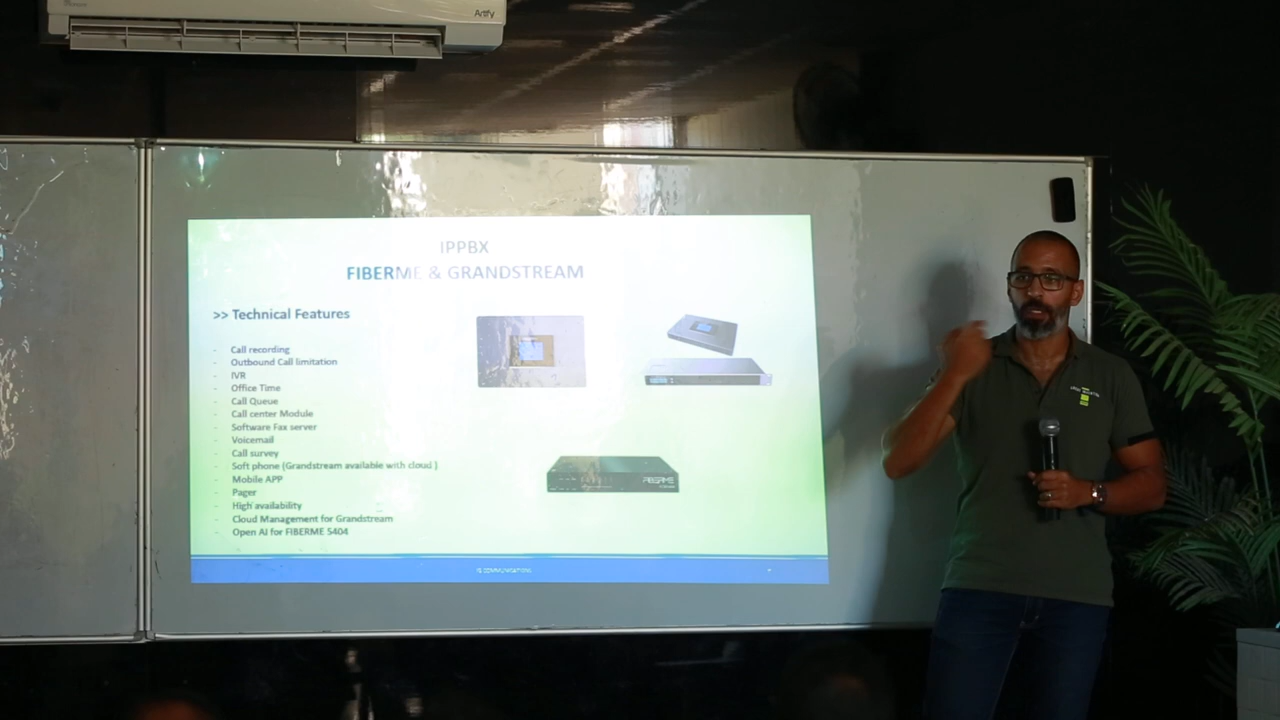 Artify
IPPBX
FIBERME & GRANDSTREAM
>> Technical Features
- Call recording
- Outbound Call limitation
- IVR
- Office Time
- Call Queue
- Call center Module
- Software Fax server
- Voicemail
- Call survey
- Soft phone (Grandstream available with cloud )
- Mobile APP
- Pager
- High availability
- Cloud Management for Grandstream
- Open AI for FIBERME 5404
FIBERME